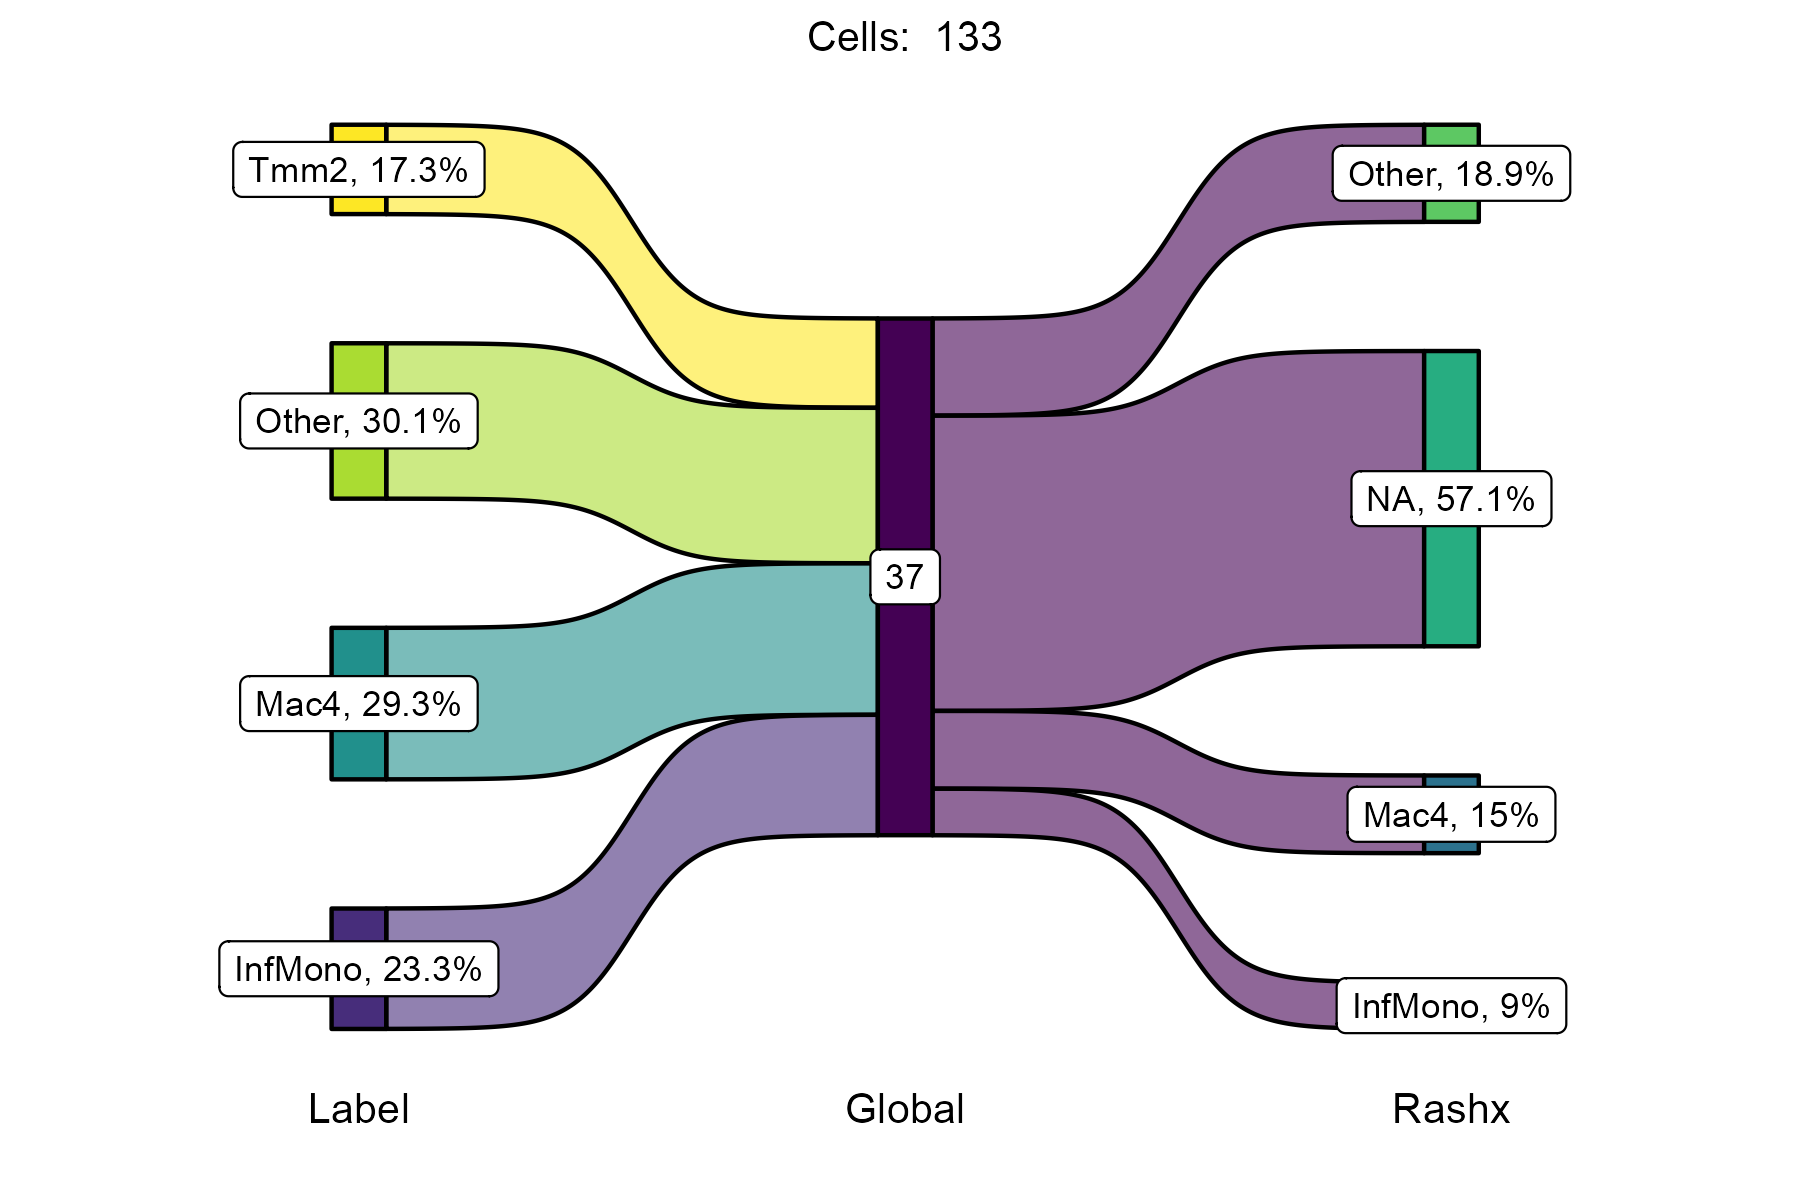 Cells:  133
Tmm2, 17.3%
Other, 30.1%
Mac4, 29.3%
InfMono, 23.3%
37
Other, 18.9%
NA, 57.1%
Mac4, 15%
InfMono, 9%
Label
Global
Rashx